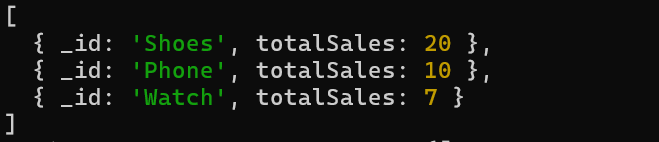 [
  { _id: 'Shoes', totalSales: 20 },
  { _id: 'Phone', totalSales: 10 },
  { _id: 'Watch', totalSales: 7 }
]